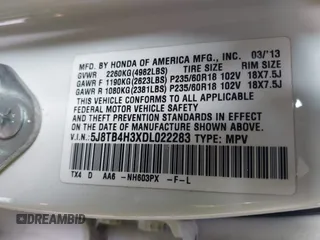 MFD. BY HONDA OF AMERICA MFG., INC. 03/'13
GVWR 2260KG(4982LBS) TIRE SIZE RIM SIZE
GAWR F 1190KG(2623LBS) P235/60R18 102V 18X7.5J
GAWR R 1080KG(2381LBS) P235/60R18 102V 18X7.5J
THIS VEHICLE CONFORMS TO ALL APPLICABLE
FEDERAL MOTOR VEHICLE
SAFETY AND THEFT PREVENTION STANDARDS IN EFFECT
ON THE DATE OF MANUFACTURE SHOWN ABOVE.
V.I.N.: 5J8TB4H3XDL022283 TYPE: MPV
TX4 D AA6 -NH603PX -F-L
© DREAMBID